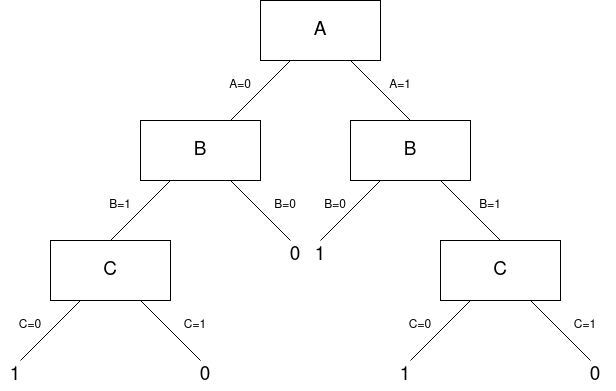 A
A=0 A=1
B B
B=1 B=0 B=0 B=1
0 1
C C
C=0 C=1 C=0 C=1
1 0 1 0